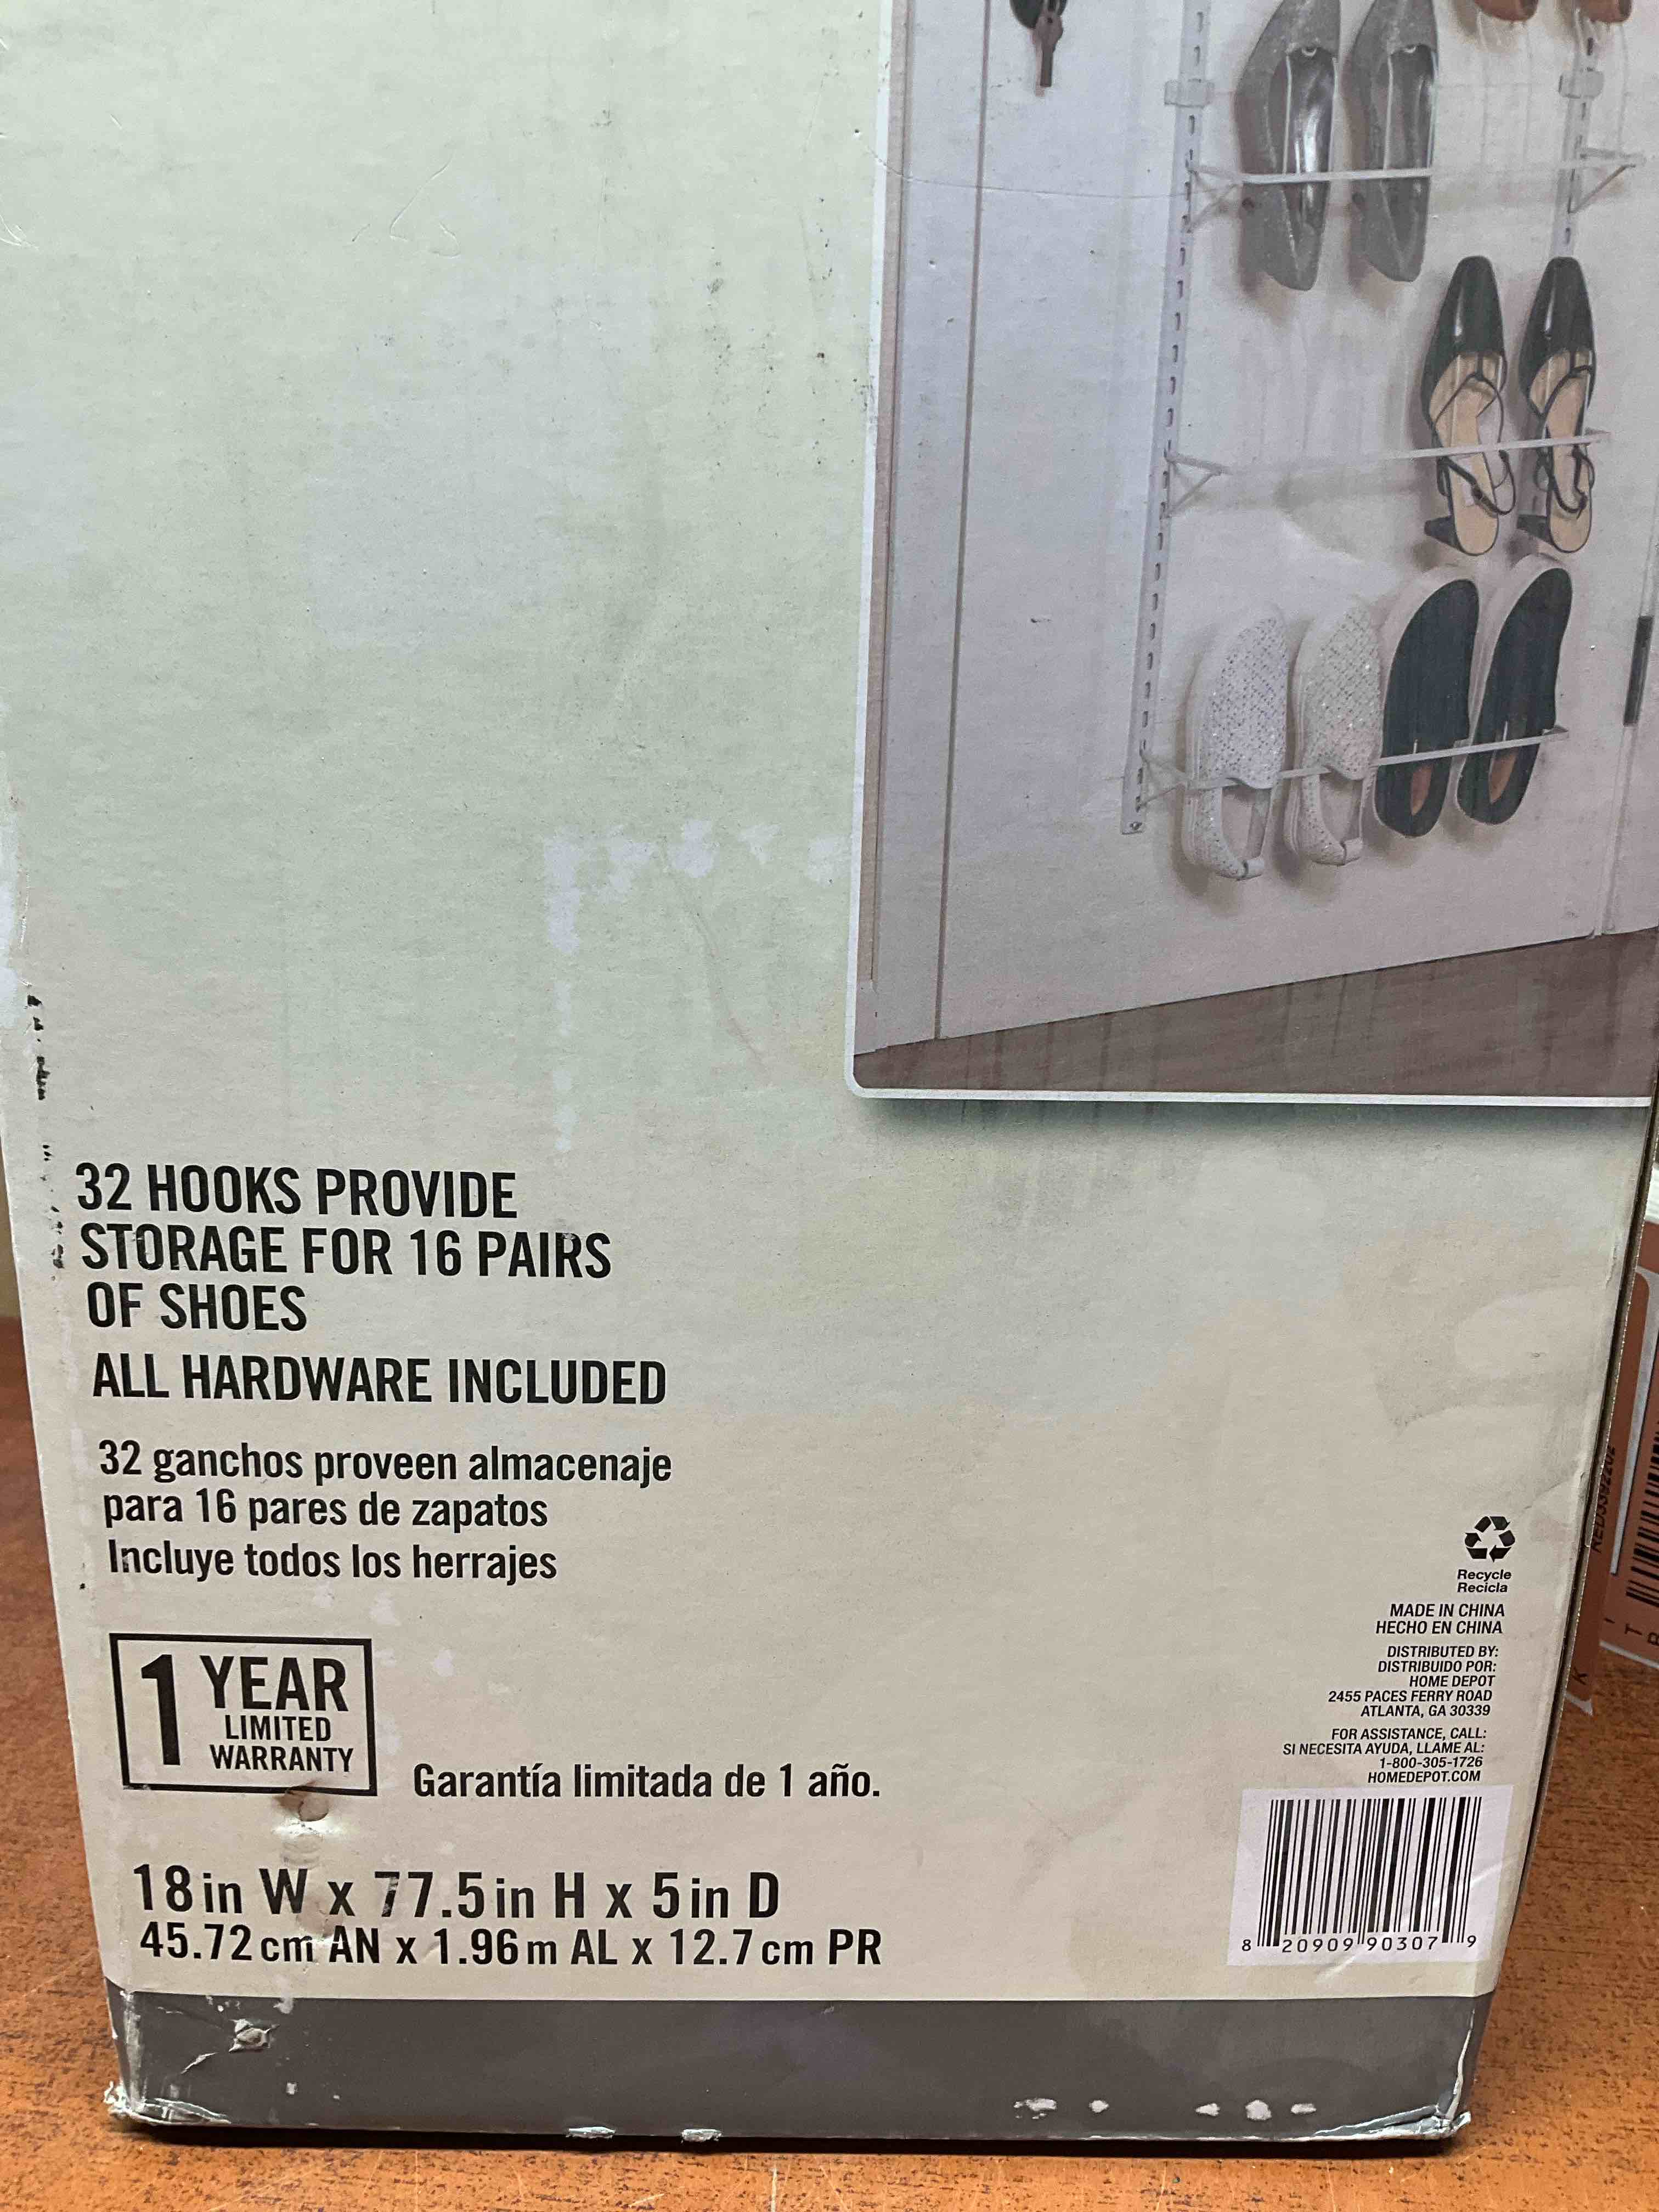 32 HOOKS PROVIDE
STORAGE FOR 16 PAIRS
OF SHOES
ALL HARDWARE INCLUDED
32 ganchos proveen almacenaje
para 16 pares de zapatos
Incluye todos los herrajes
1 YEAR
LIMITED
WARRANTY
Garantía limitada de 1 año.
18 in W x 77.5 in H x 5 in D
45.72 cm AN x 1.96 m AL x 12.7 cm PR
Recycle
Recicla
MADE IN CHINA
HECHO EN CHINA
DISTRIBUTED BY:
DISTRIBUIDO POR:
HOME DEPOT
2455 PACES FERRY ROAD
ATLANTA, GA 30339
FOR ASSISTANCE, CALL:
SI NECESITA AYUDA, LLAME AL:
1-800-305-1726
HOMEDEPOT.COM
8 20909 90307 9